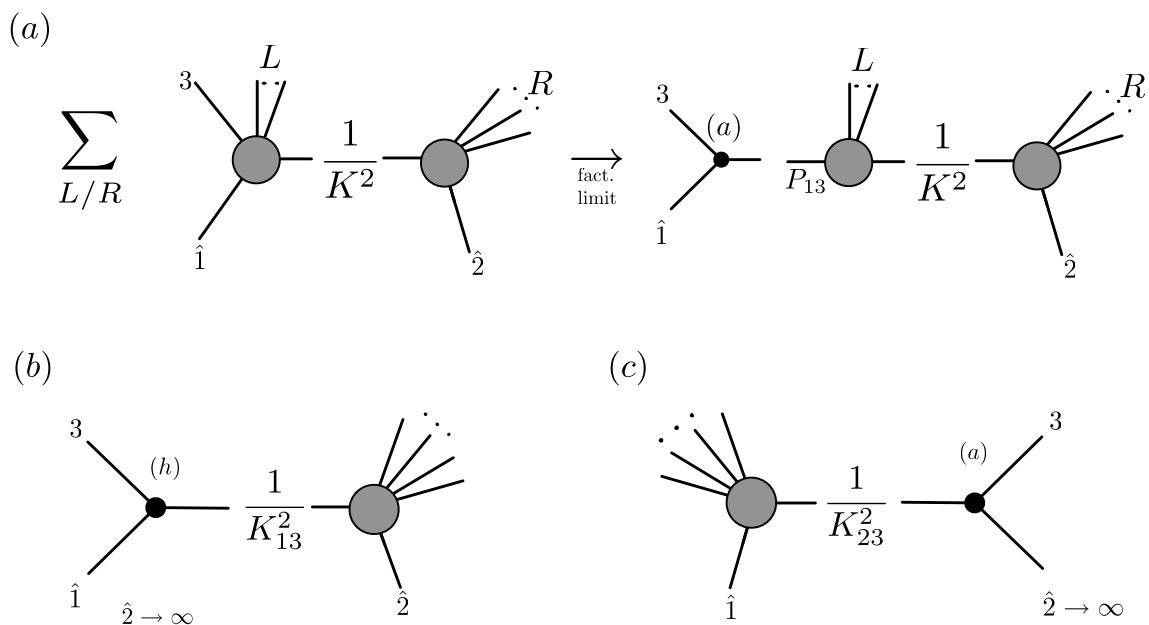 (a)
∑
L/R
3
L
R
1
K²
1̂
2̂
→
fact.
limit
3
(a)
P₁₃
L
R
1
K²
1̂
2̂
(b)
3
(h)
1
K²₁₃
1̂
2̂ → ∞
2̂
(c)
3
(a)
1
K²₂₃
1̂
2̂ → ∞